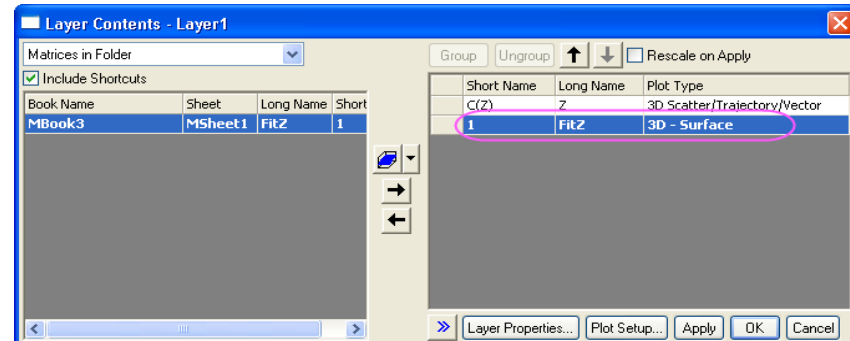 Layer Contents - Layer1
Matrices in Folder
Include Shortcuts
Book Name Sheet Long Name Short
MBook3 MSheet1 FitZ 1
Group Ungroup Rescale on Apply
Short Name Long Name Plot Type
C(Z) Z 3D Scatter/Trajectory/Vector
1 FitZ 3D - Surface
Layer Properties... Plot Setup... Apply OK Cancel